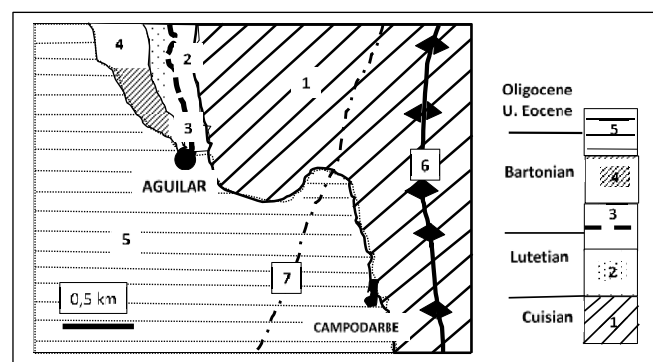 4
2
1
3
6
AGUILAR
5
7
0,5 km
CAMPODARBE
Oligocene
U. Eocene
5
Bartonian
4
3
Lutetian
2
Cuisian
1